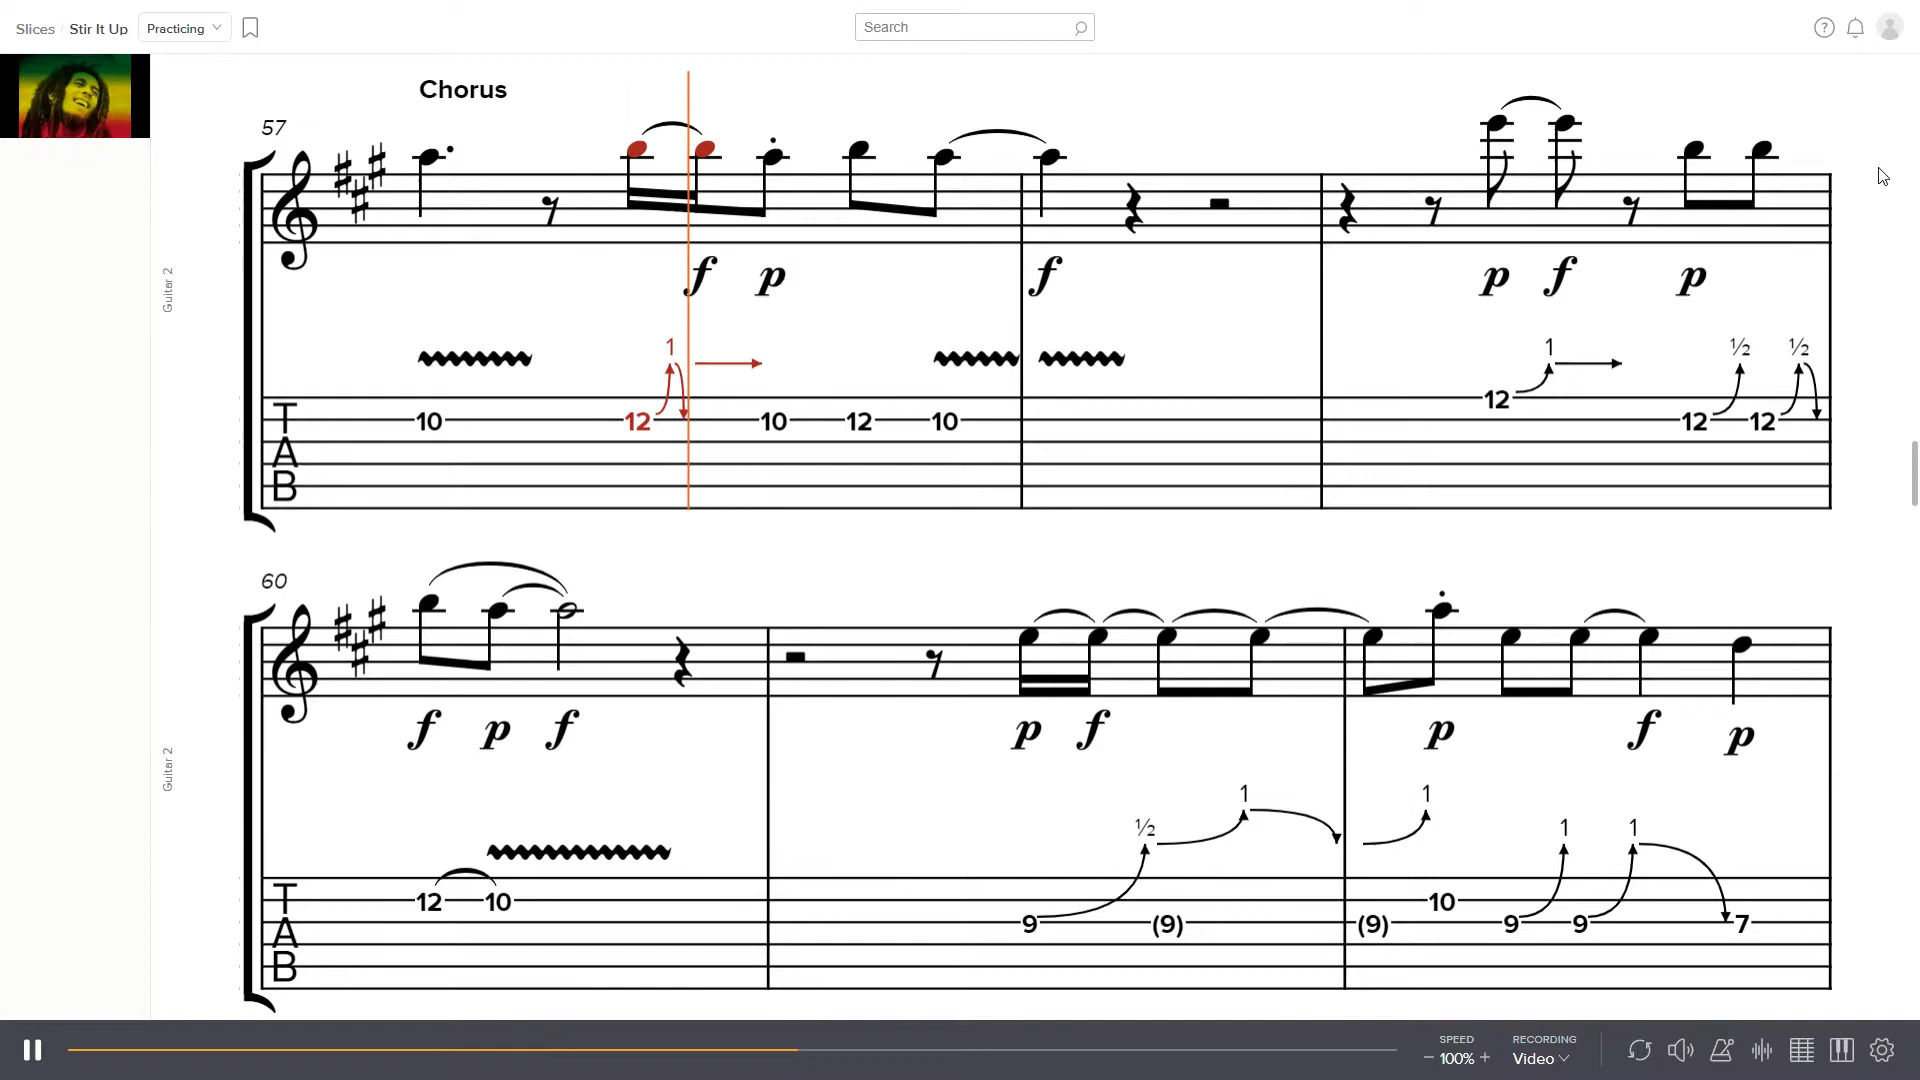 Slices / Stir It Up Practicing
Search
?
Chorus
57
f p f p f p
Guitar 2
1 1 ½ ½
T A B
10 12 10 12 10 12 12 12
60
f p f p f p f p
Guitar 2
½ 1 1 1 1
T A B
12 10 9 (9) (9) 10 9 9 7
SPEED
− 100% +
RECORDING
Video